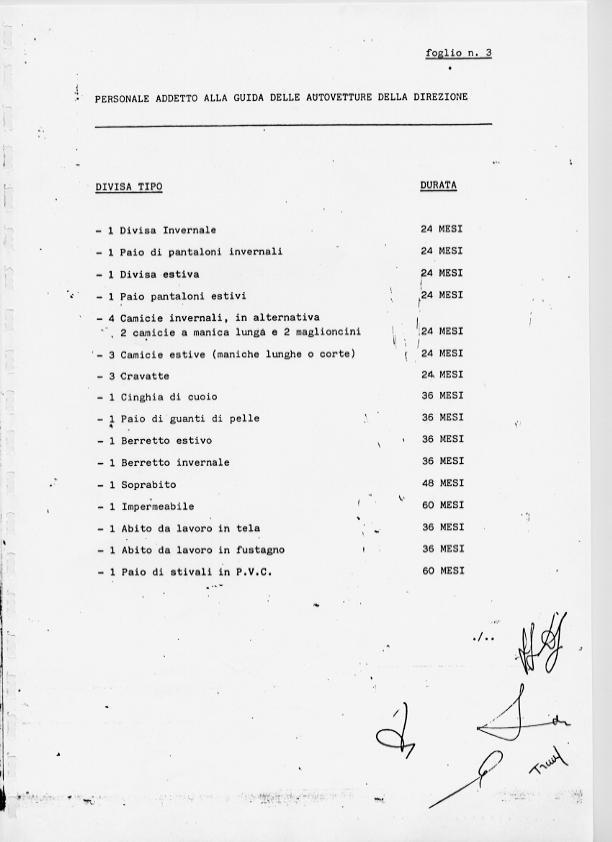 foglio n. 3
PERSONALE ADDETTO ALLA GUIDA DELLE AUTOVETTURE DELLA DIREZIONE
DIVISA TIPO DURATA
- 1 Divisa Invernale 24 MESI
- 1 Paio di pantaloni invernali 24 MESI
- 1 Divisa estiva 24 MESI
- 1 Paio pantaloni estivi 24 MESI
- 4 Camicie invernali, in alternativa
2 camicie a manica lunga e 2 maglioncini 24 MESI
- 3 Camicie estive (maniche lunghe o corte) 24 MESI
- 3 Cravatte 24 MESI
- 1 Cinghia di cuoio 36 MESI
- 1 Paio di guanti di pelle 36 MESI
- 1 Berretto estivo 36 MESI
- 1 Berretto invernale 36 MESI
- 1 Soprabito 48 MESI
- 1 Impermeabile 60 MESI
- 1 Abito da lavoro in tela 36 MESI
- 1 Abito da lavoro in fustagno 36 MESI
- 1 Paio di stivali in P.V.C. 60 MESI
./..